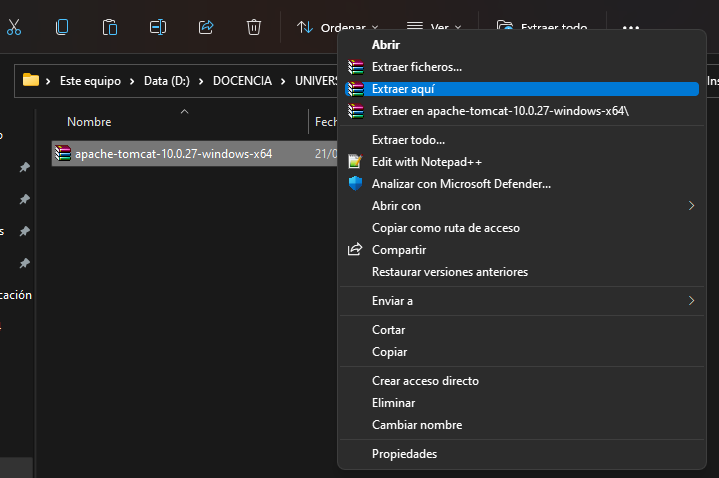 Ordenar
Ver
Extraer todo
Este equipo
Data (D:)
DOCENCIA
Nombre
apache-tomcat-10.0.27-windows-x64
21/0
cación
Abrir
Extraer ficheros...
Extraer aquí
Extraer en apache-tomcat-10.0.27-windows-x64\
Extraer todo...
Edit with Notepad++
Analizar con Microsoft Defender...
Abrir con
Copiar como ruta de acceso
Compartir
Restaurar versiones anteriores
Enviar a
Cortar
Copiar
Crear acceso directo
Eliminar
Cambiar nombre
Propiedades